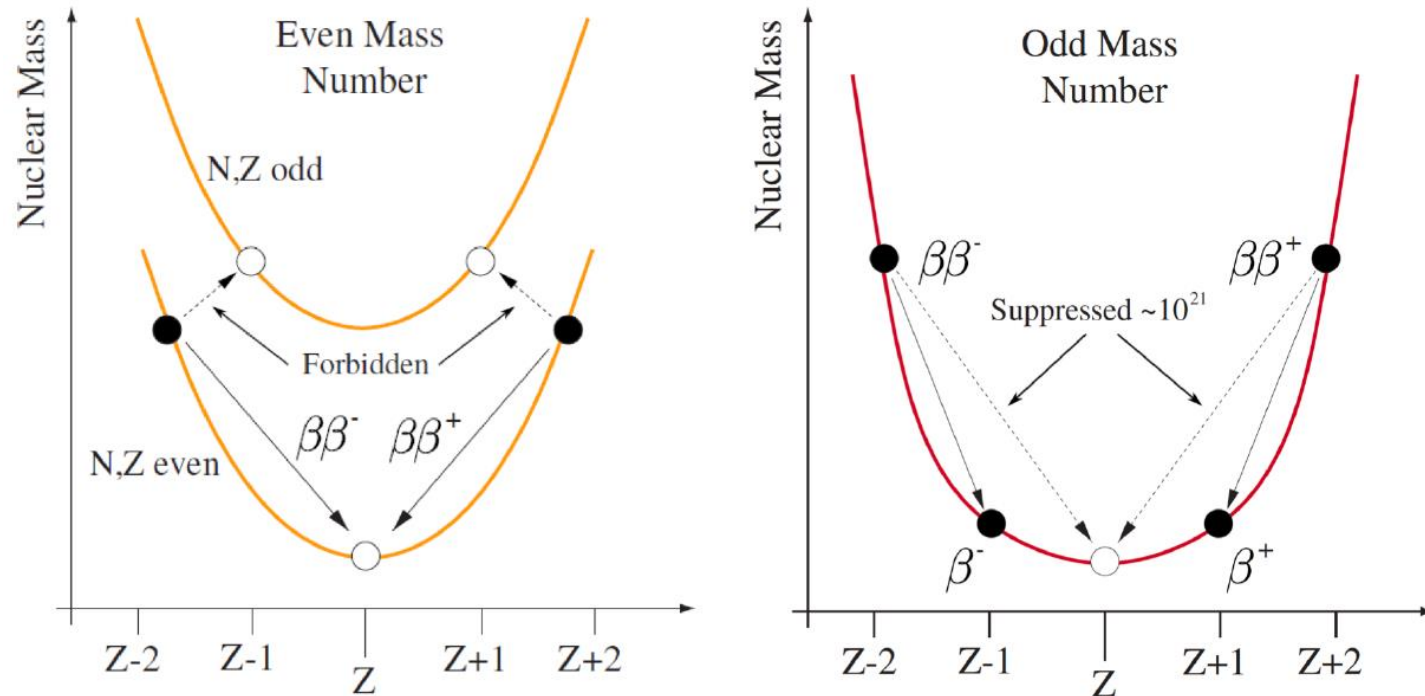 Nuclear Mass
Even Mass
Number
N,Z odd
Forbidden
ββ⁻
ββ⁺
N,Z even
Z-2
Z-1
Z
Z+1
Z+2
Nuclear Mass
Odd Mass
Number
ββ⁻
ββ⁺
Suppressed ~10²¹
β⁻
β⁺
Z-2
Z-1
Z
Z+1
Z+2